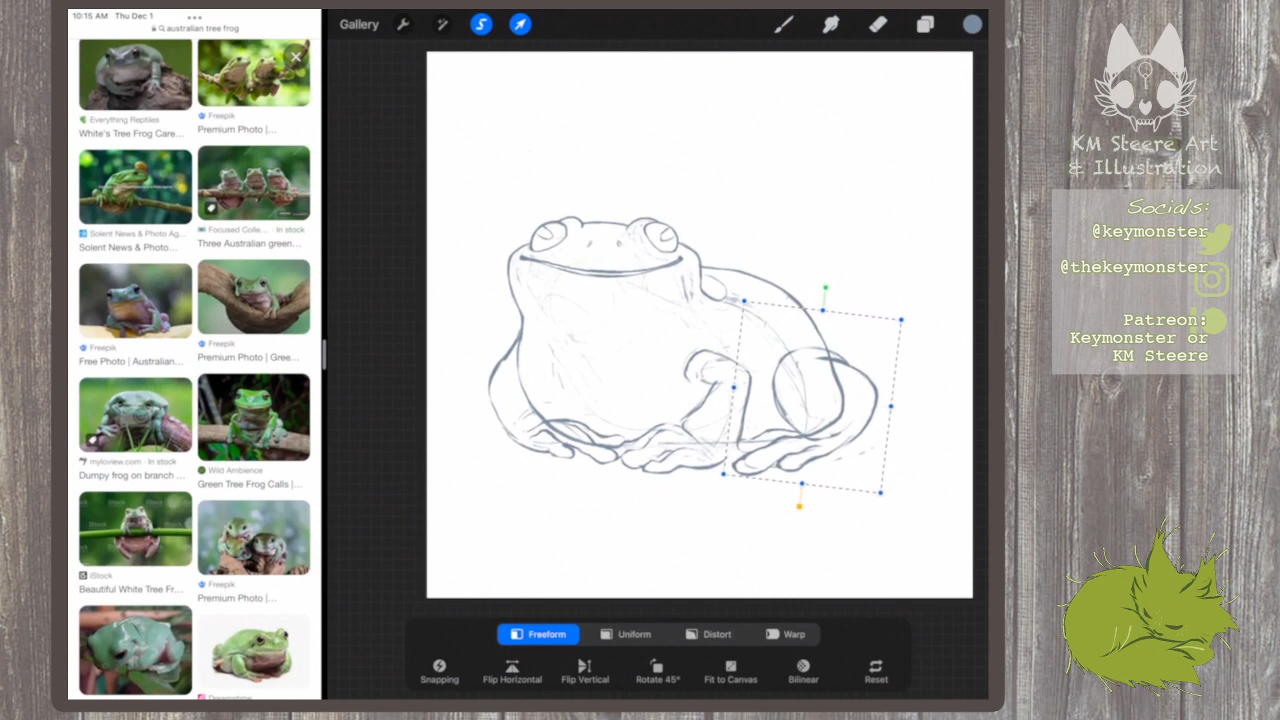 10:15 AM Thu Dec 1
australian tree frog
Everything Reptiles
White's Tree Frog Care...
Freepik
Premium Photo |...
Solent News & Photo Ag...
Solent News & Photo...
Focused Colle... · In stock
Three Australian green...
Freepik
Free Photo | Australian...
Freepik
Premium Photo | Gree...
myloview.com · In stock
Dumpy frog on branch ...
Wild Ambience
Green Tree Frog Calls |...
iStock
iStock
Beautiful White Tree Fr...
Freepik
Premium Photo |...
Dreamstime
Gallery
Freeform
Uniform
Distort
Warp
Snapping
Flip Horizontal
Flip Vertical
Rotate 45°
Fit to Canvas
Bilinear
Reset
KM Steere Art
& Illustration
Socials:
@keymonster
@thekeymonster
Patreon:
Keymonster or
KM Steere